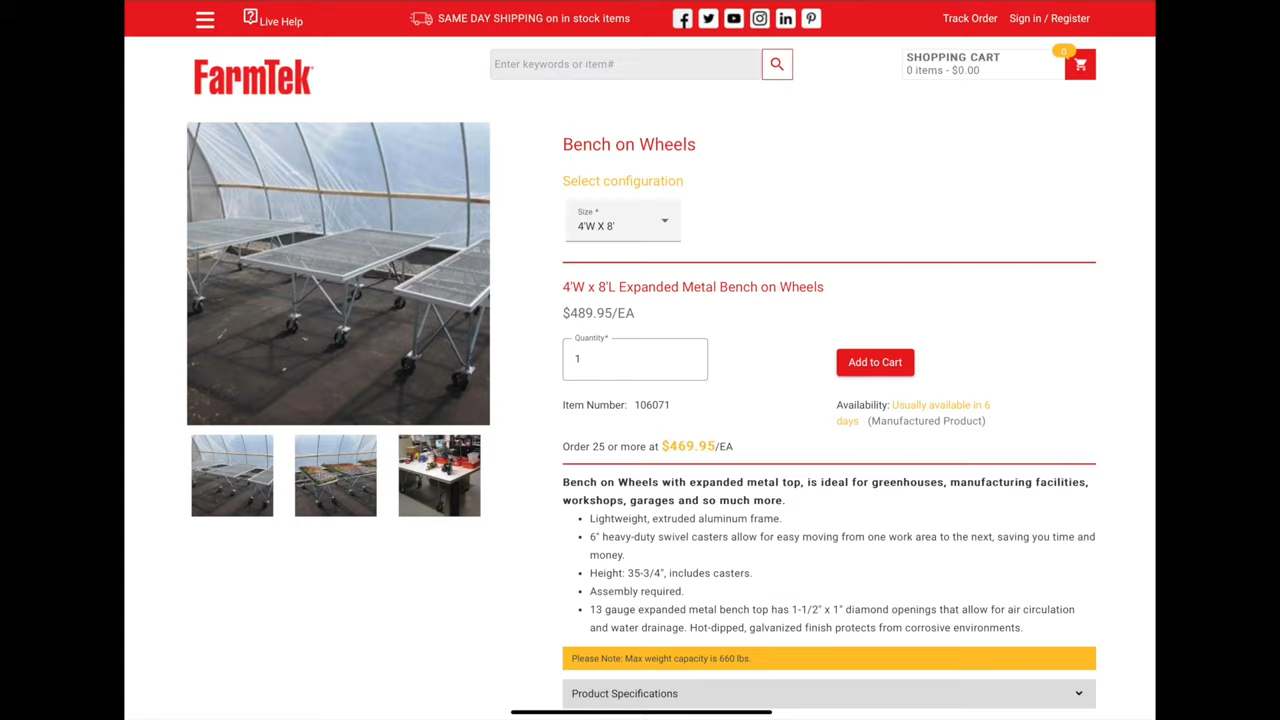 Live Help
SAME DAY SHIPPING on in stock items
Track Order
Sign in / Register
FarmTek
Enter keywords or item#
SHOPPING CART
0 items - $0.00
0
Bench on Wheels
Select configuration
Size *
4'W X 8'
4'W x 8'L Expanded Metal Bench on Wheels
$489.95/EA
Quantity*
1
Add to Cart
Item Number: 106071
Availability: Usually available in 6
days (Manufactured Product)
Order 25 or more at $469.95/EA
Bench on Wheels with expanded metal top, is ideal for greenhouses, manufacturing facilities,
workshops, garages and so much more.
Lightweight, extruded aluminum frame.
6" heavy-duty swivel casters allow for easy moving from one work area to the next, saving you time and
money.
Height: 35-3/4", includes casters.
Assembly required.
13 gauge expanded metal bench top has 1-1/2" x 1" diamond openings that allow for air circulation
and water drainage. Hot-dipped, galvanized finish protects from corrosive environments.
Please Note: Max weight capacity is 660 lbs.
Product Specifications